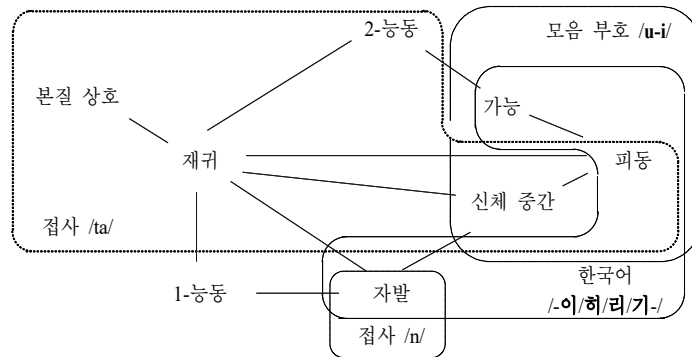 2-능동
모음 부호 /u-i/
본질 상호
가능
재귀
피동
신체 중간
접사 /ta/
한국어
1-능동
자발
/-이/히/리/기-/
접사 /n/